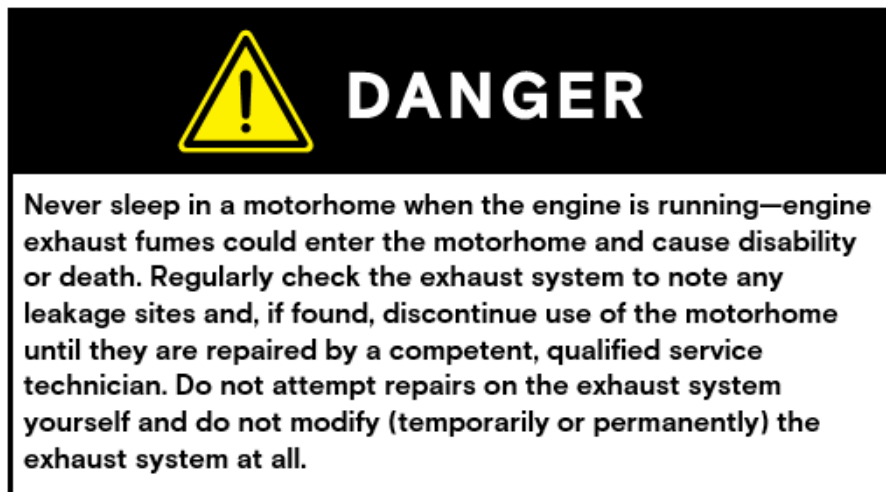 DANGER
Never sleep in a motorhome when the engine is running—engine
exhaust fumes could enter the motorhome and cause disability
or death. Regularly check the exhaust system to note any
leakage sites and, if found, discontinue use of the motorhome
until they are repaired by a competent, qualified service
technician. Do not attempt repairs on the exhaust system
yourself and do not modify (temporarily or permanently) the
exhaust system at all.